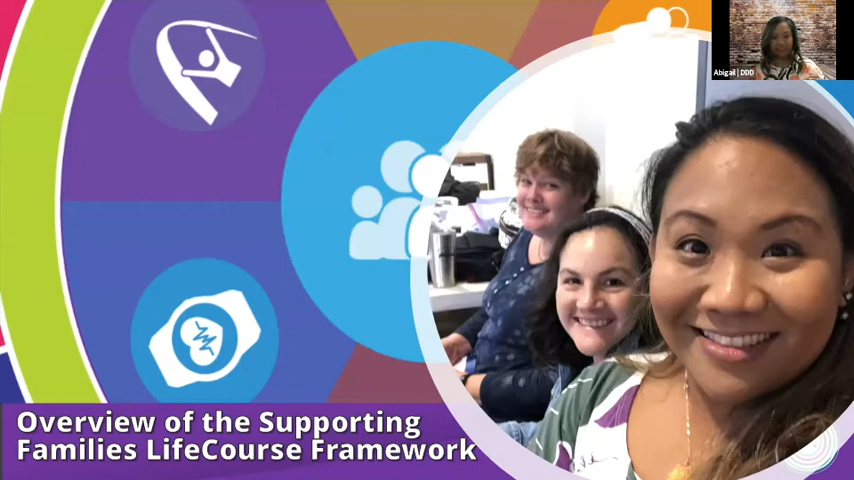 Abigail | DDD
Overview of the Supporting
Families LifeCourse Framework